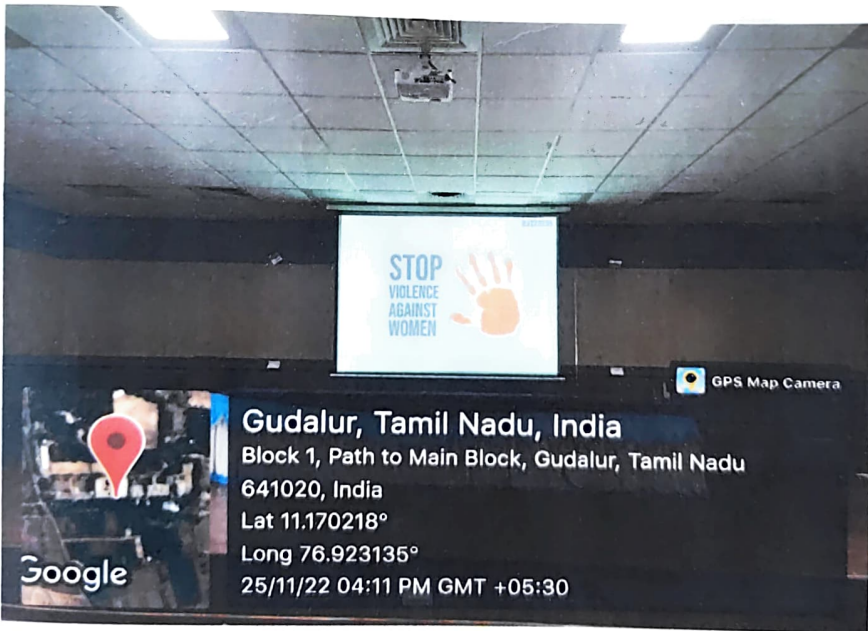 STOP
VIOLENCE
AGAINST
WOMEN
GPS Map Camera
Gudalur, Tamil Nadu, India
Block 1, Path to Main Block, Gudalur, Tamil Nadu
641020, India
Lat 11.170218°
Long 76.923135°
25/11/22 04:11 PM GMT +05:30
Google